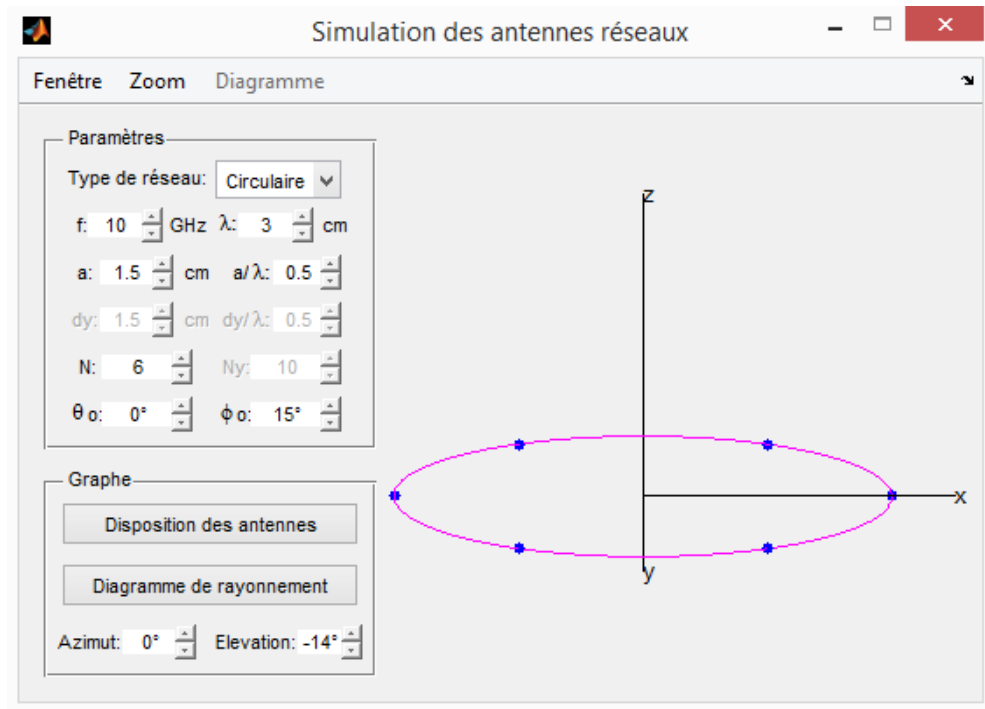 Simulation des antennes réseaux
Fenêtre Zoom Diagramme
Paramètres
Type de réseau: Circulaire
f: 10 GHz λ: 3 cm
a: 1.5 cm a/λ: 0.5
dy: 1.5 cm dy/λ: 0.5
N: 6 Ny: 10
θo: 0° ϕo: 15°
Graphe
Disposition des antennes
Diagramme de rayonnement
Azimut: 0° Elevation: -14°
z
x
y